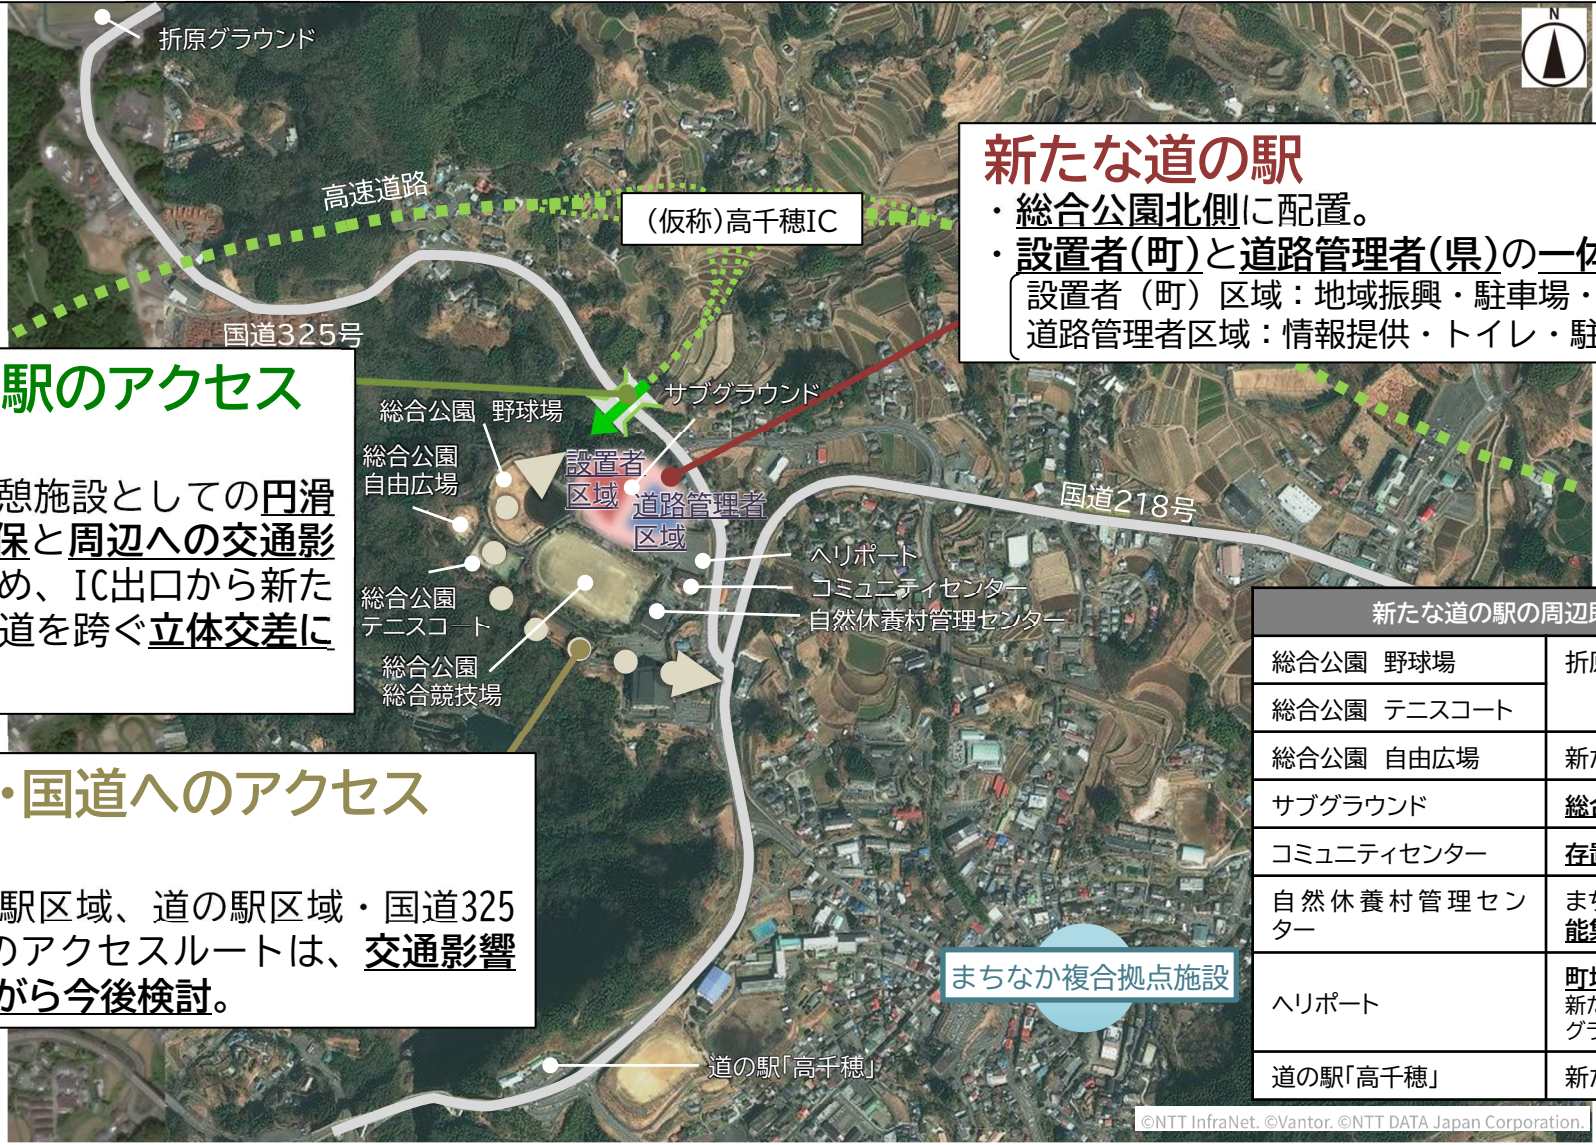 N
折原グラウンド
高速道路
(仮称)高千穂IC
国道325号
新たな道の駅
・総合公園北側に配置。
・設置者(町)と道路管理者(県)の一体
設置者（町）区域：地域振興・駐車場・
道路管理者区域：情報提供・トイレ・駐
駅のアクセス
憩施設としての円滑
保と周辺への交通影
め、IC出口から新た
道を跨ぐ立体交差に
総合公園 野球場
サブグラウンド
総合公園
自由広場
設置者
区域
道路管理者
区域
国道218号
ヘリポート
コミュニティセンター
自然休養村管理センター
総合公園
テニスコート
総合公園
総合競技場
・国道へのアクセス
駅区域、道の駅区域・国道325
のアクセスルートは、交通影響
がら今後検討。
まちなか複合拠点施設
道の駅「高千穂」
新たな道の駅の周辺
総合公園 野球場
折
総合公園 テニスコート
総合公園 自由広場
新た
サブグラウンド
総合
コミュニティセンター
存置
自然休養村管理セン
ター
まち
能集
ヘリポート
町
新た
グラ
道の駅「高千穂」
新た
©NTT InfraNet. ©Vantor. ©NTT DATA Japan Corporation.